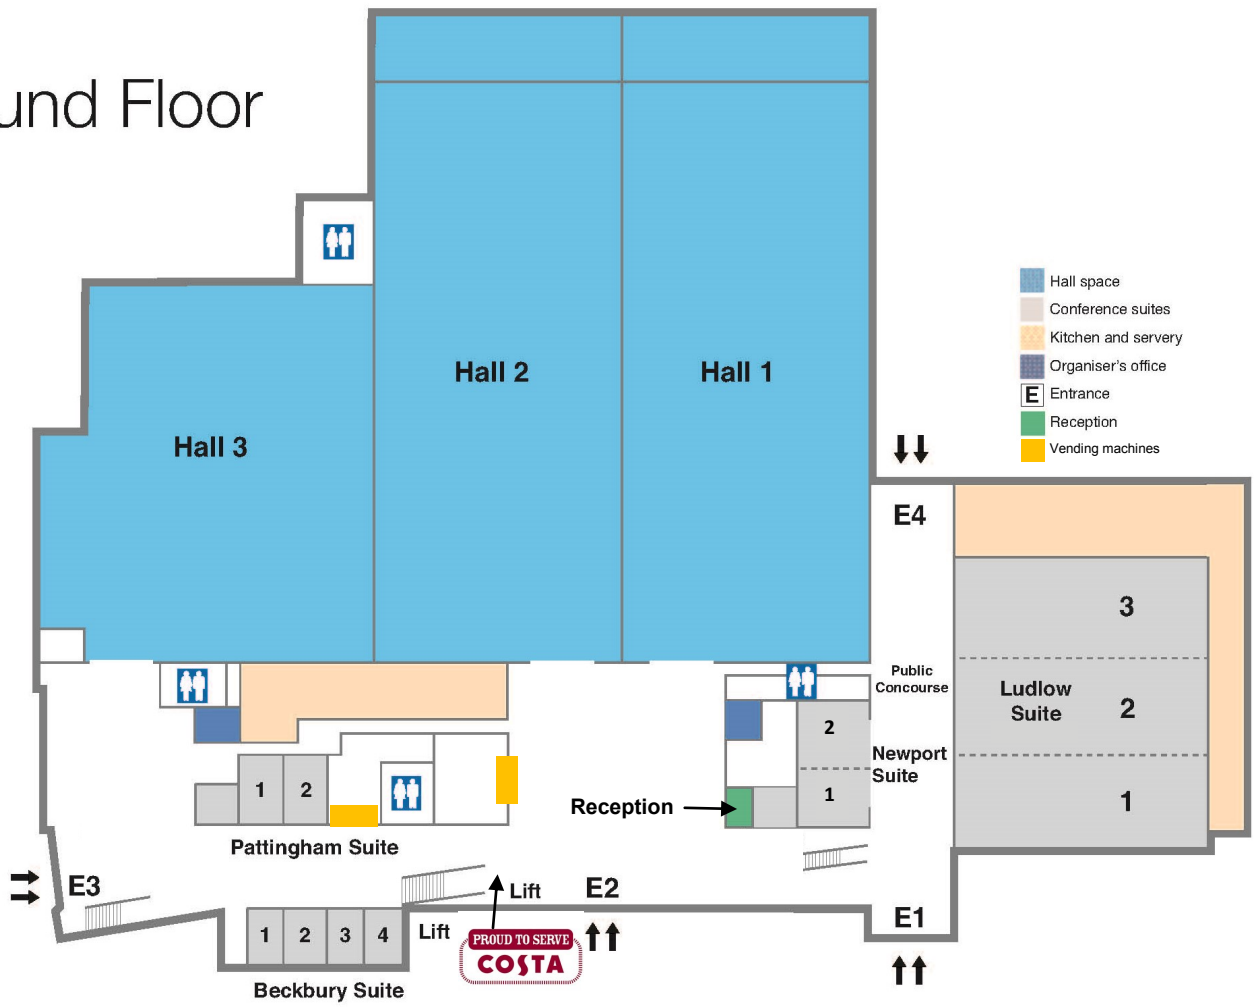 und Floor
Hall 3
Hall 2
Hall 1
Hall space
Conference suites
Kitchen and servery
Organiser's office
E Entrance
Reception
Vending machines
E4
3
Ludlow
Suite
2
1
Public
Concourse
2
Newport
Suite
1
Reception
1
2
Pattingham Suite
E3
Lift
E2
E1
1
2
3
4
Lift
PROUD TO SERVE
COSTA
Beckbury Suite